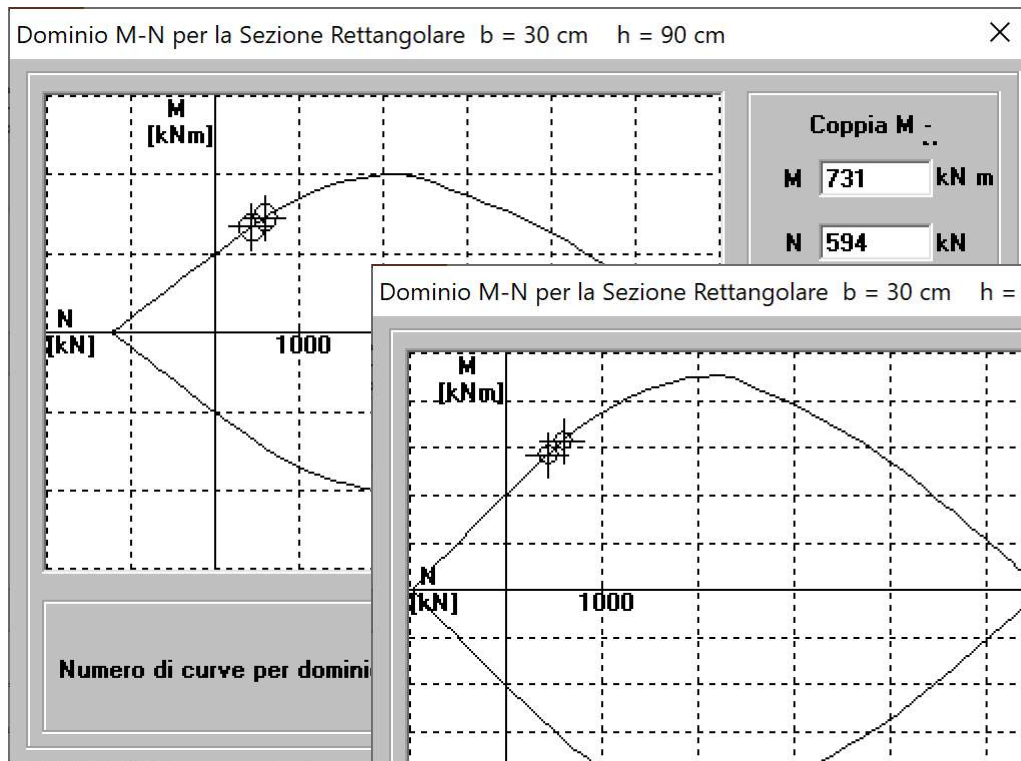 Dominio M-N per la Sezione Rettangolare b = 30 cm h = 90 cm
M
[kNm]
N
[kN]
1000
Coppia M -
M 731 kN m
N 594 kN
Numero di curve per domini
Dominio M-N per la Sezione Rettangolare b = 30 cm h =
M
[kNm]
N
[kN]
1000